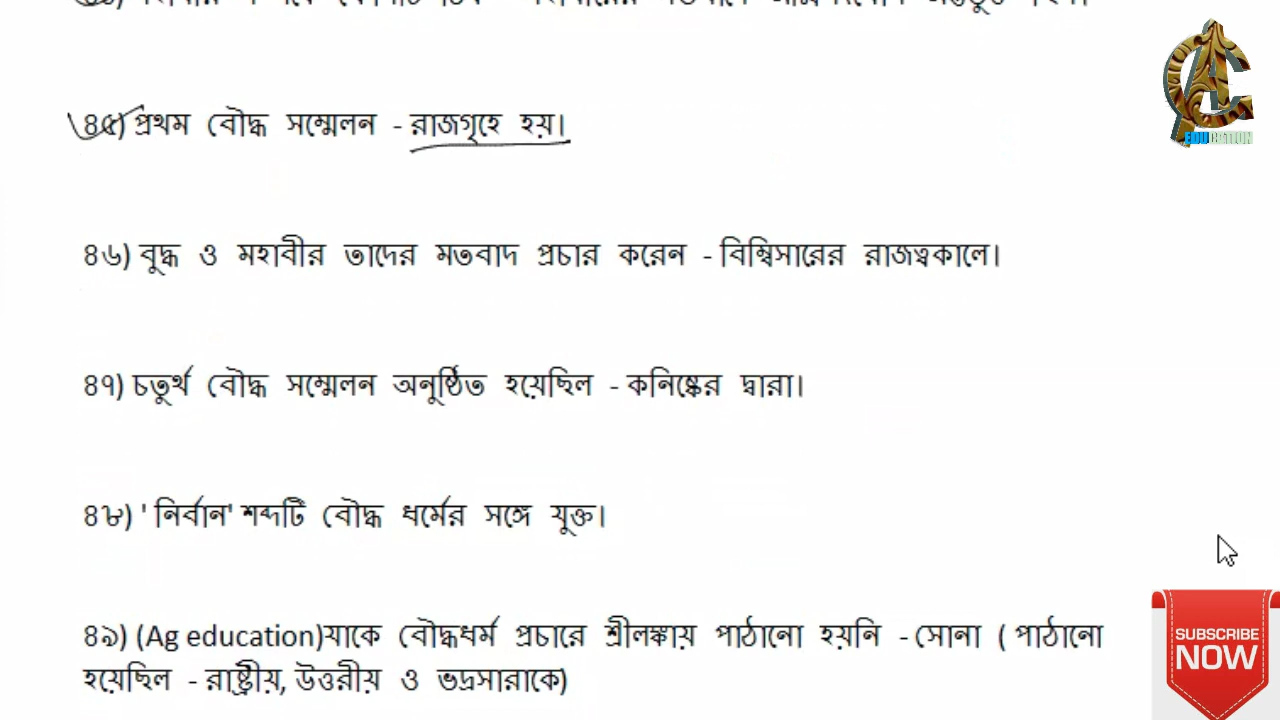 ৪৫) প্রথম বৌদ্ধ সম্মেলন - রাজগৃহে হয়।
৪৬) বুদ্ধ ও মহাবীর তাদের মতবাদ প্রচার করেন - বিম্বিসারের রাজত্বকালে।
৪৭) চতুর্থ বৌদ্ধ সম্মেলন অনুষ্ঠিত হয়েছিল - কনিষ্কের দ্বারা।
৪৮) ' নির্বান' শব্দটি বৌদ্ধ ধর্মের সঙ্গে যুক্ত।
৪৯) (Ag education)যাকে বৌদ্ধধর্ম প্রচারে শ্রীলঙ্কায় পাঠানো হয়নি - সোনা ( পাঠানো
হয়েছিল - রাষ্ট্রীয়, উত্তরীয় ও ভদ্রসারাকে)
EDUCATION
SUBSCRIBE
NOW